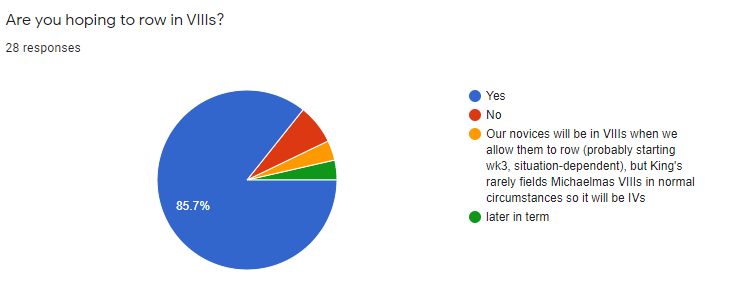 Are you hoping to row in VIIIs?
28 responses
85.7%
Yes
No
Our novices will be in VIIIs when we
allow them to row (probably starting
wk3, situation-dependent), but King's
rarely fields Michaelmas VIIIs in normal
circumstances so it will be IVs
later in term